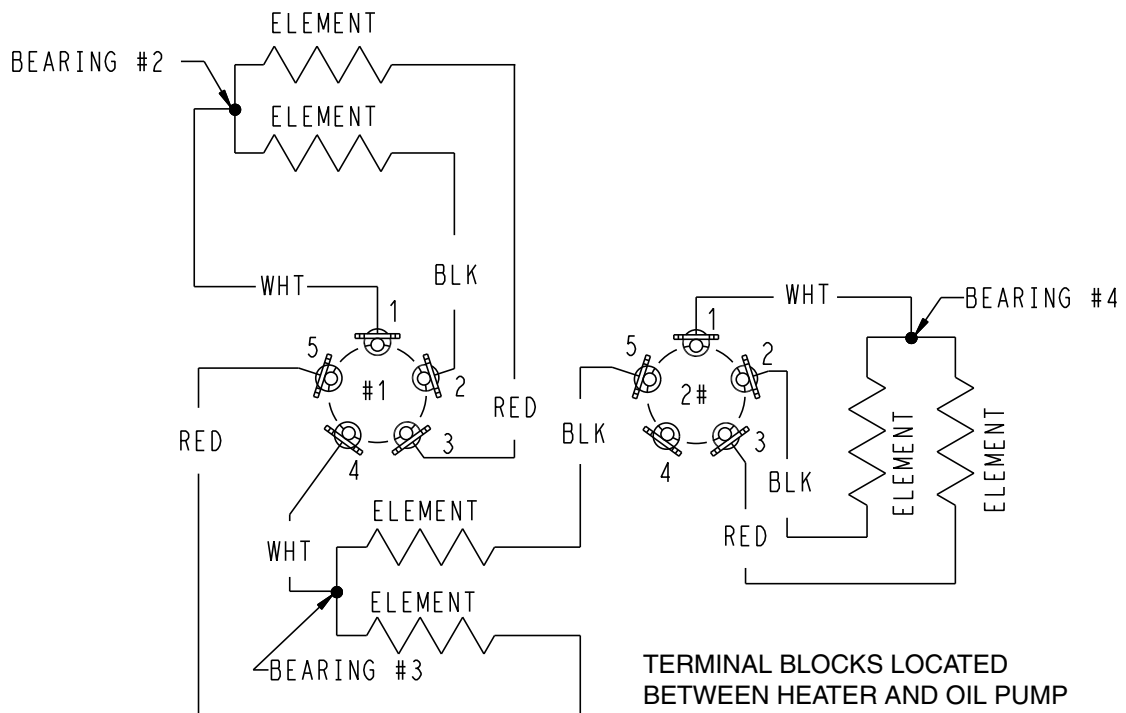 ELEMENT
BEARING #2
ELEMENT
WHT
BLK
1
5
2
#1
3
4
RED
RED
WHT
BEARING #4
1
5
2
2#
3
4
BLK
BLK
RED
ELEMENT
ELEMENT
ELEMENT
WHT
ELEMENT
BEARING #3
TERMINAL BLOCKS LOCATED
BETWEEN HEATER AND OIL PUMP